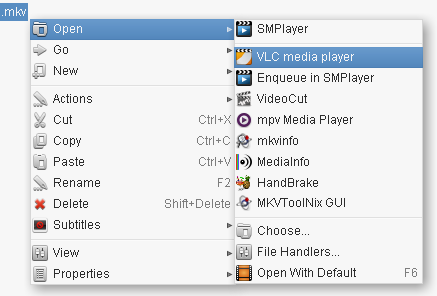 .mkv
Open
Go
New
Actions
Cut Ctrl+X
Copy Ctrl+C
Paste Ctrl+V
Rename F2
Delete Shift+Delete
Subtitles
View
Properties
SMPlayer
VLC media player
Enqueue in SMPlayer
VideoCut
mpv Media Player
mkvinfo
MediaInfo
HandBrake
MKVToolNix GUI
Choose...
File Handlers...
Open With Default F6